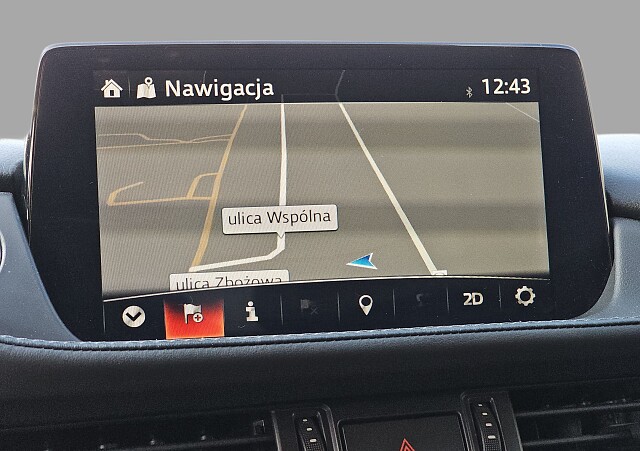 Nawigacja
12:43
ulica Wspólna
ulica Zbożowa
2D